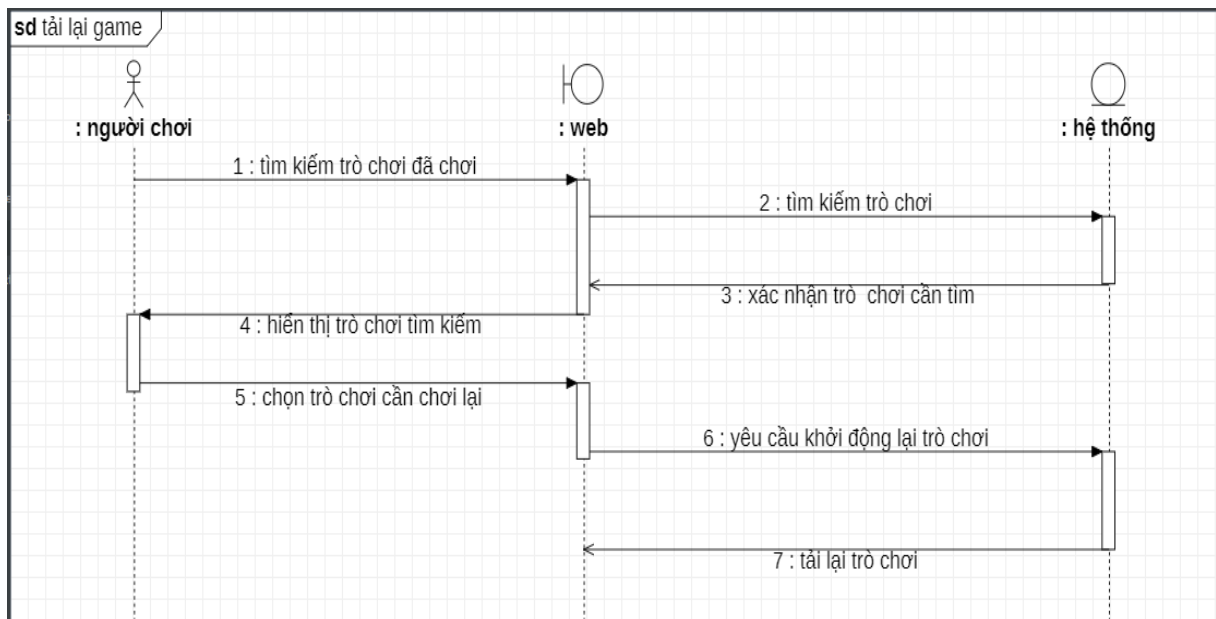 sd tải lại game
: người chơi
: web
: hệ thống
1 : tìm kiếm trò chơi đã chơi
2 : tìm kiếm trò chơi
3 : xác nhận trò chơi cần tìm
4 : hiển thị trò chơi tìm kiếm
5 : chọn trò chơi cần chơi lại
6 : yêu cầu khởi động lại trò chơi
7 : tải lại trò chơi